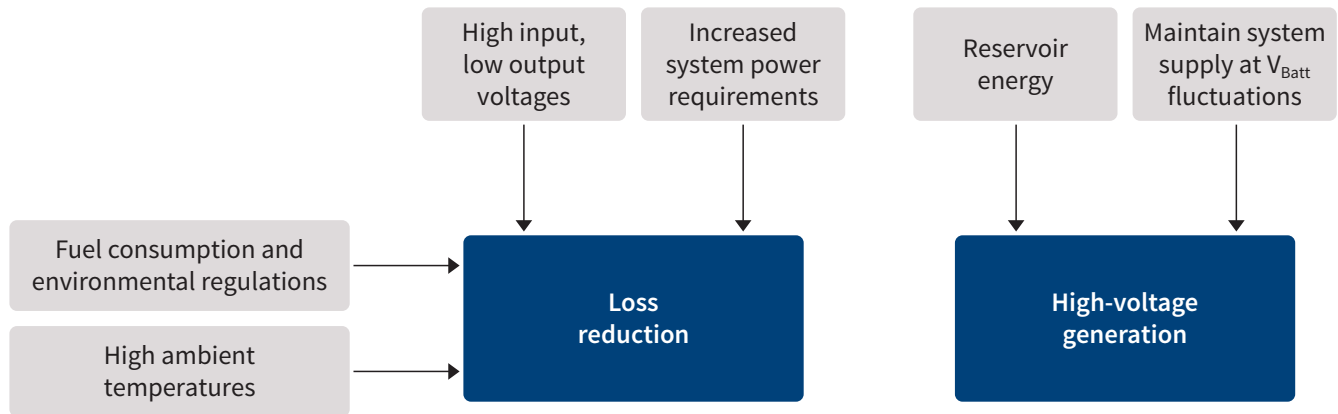 High input,
low output
voltages
Increased
system power
requirements
Reservoir
energy
Maintain system
supply at V_Batt
fluctuations
Fuel consumption and
environmental regulations
High ambient
temperatures
Loss
reduction
High-voltage
generation